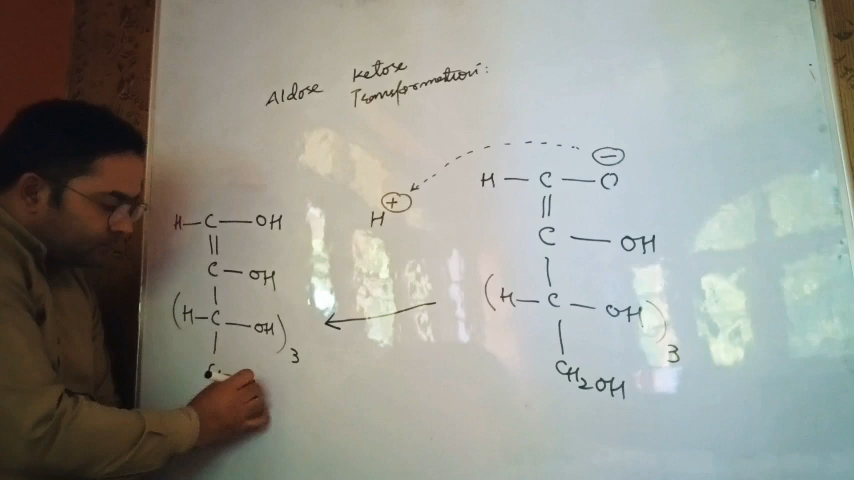 Aldose Ketose Transformation:
H — C — O ⊖
H ⊕
H — C — OH
||
C — OH
|
(H — C — OH)3
|
C
||
C — OH
|
(H — C — OH)3
|
CH2OH